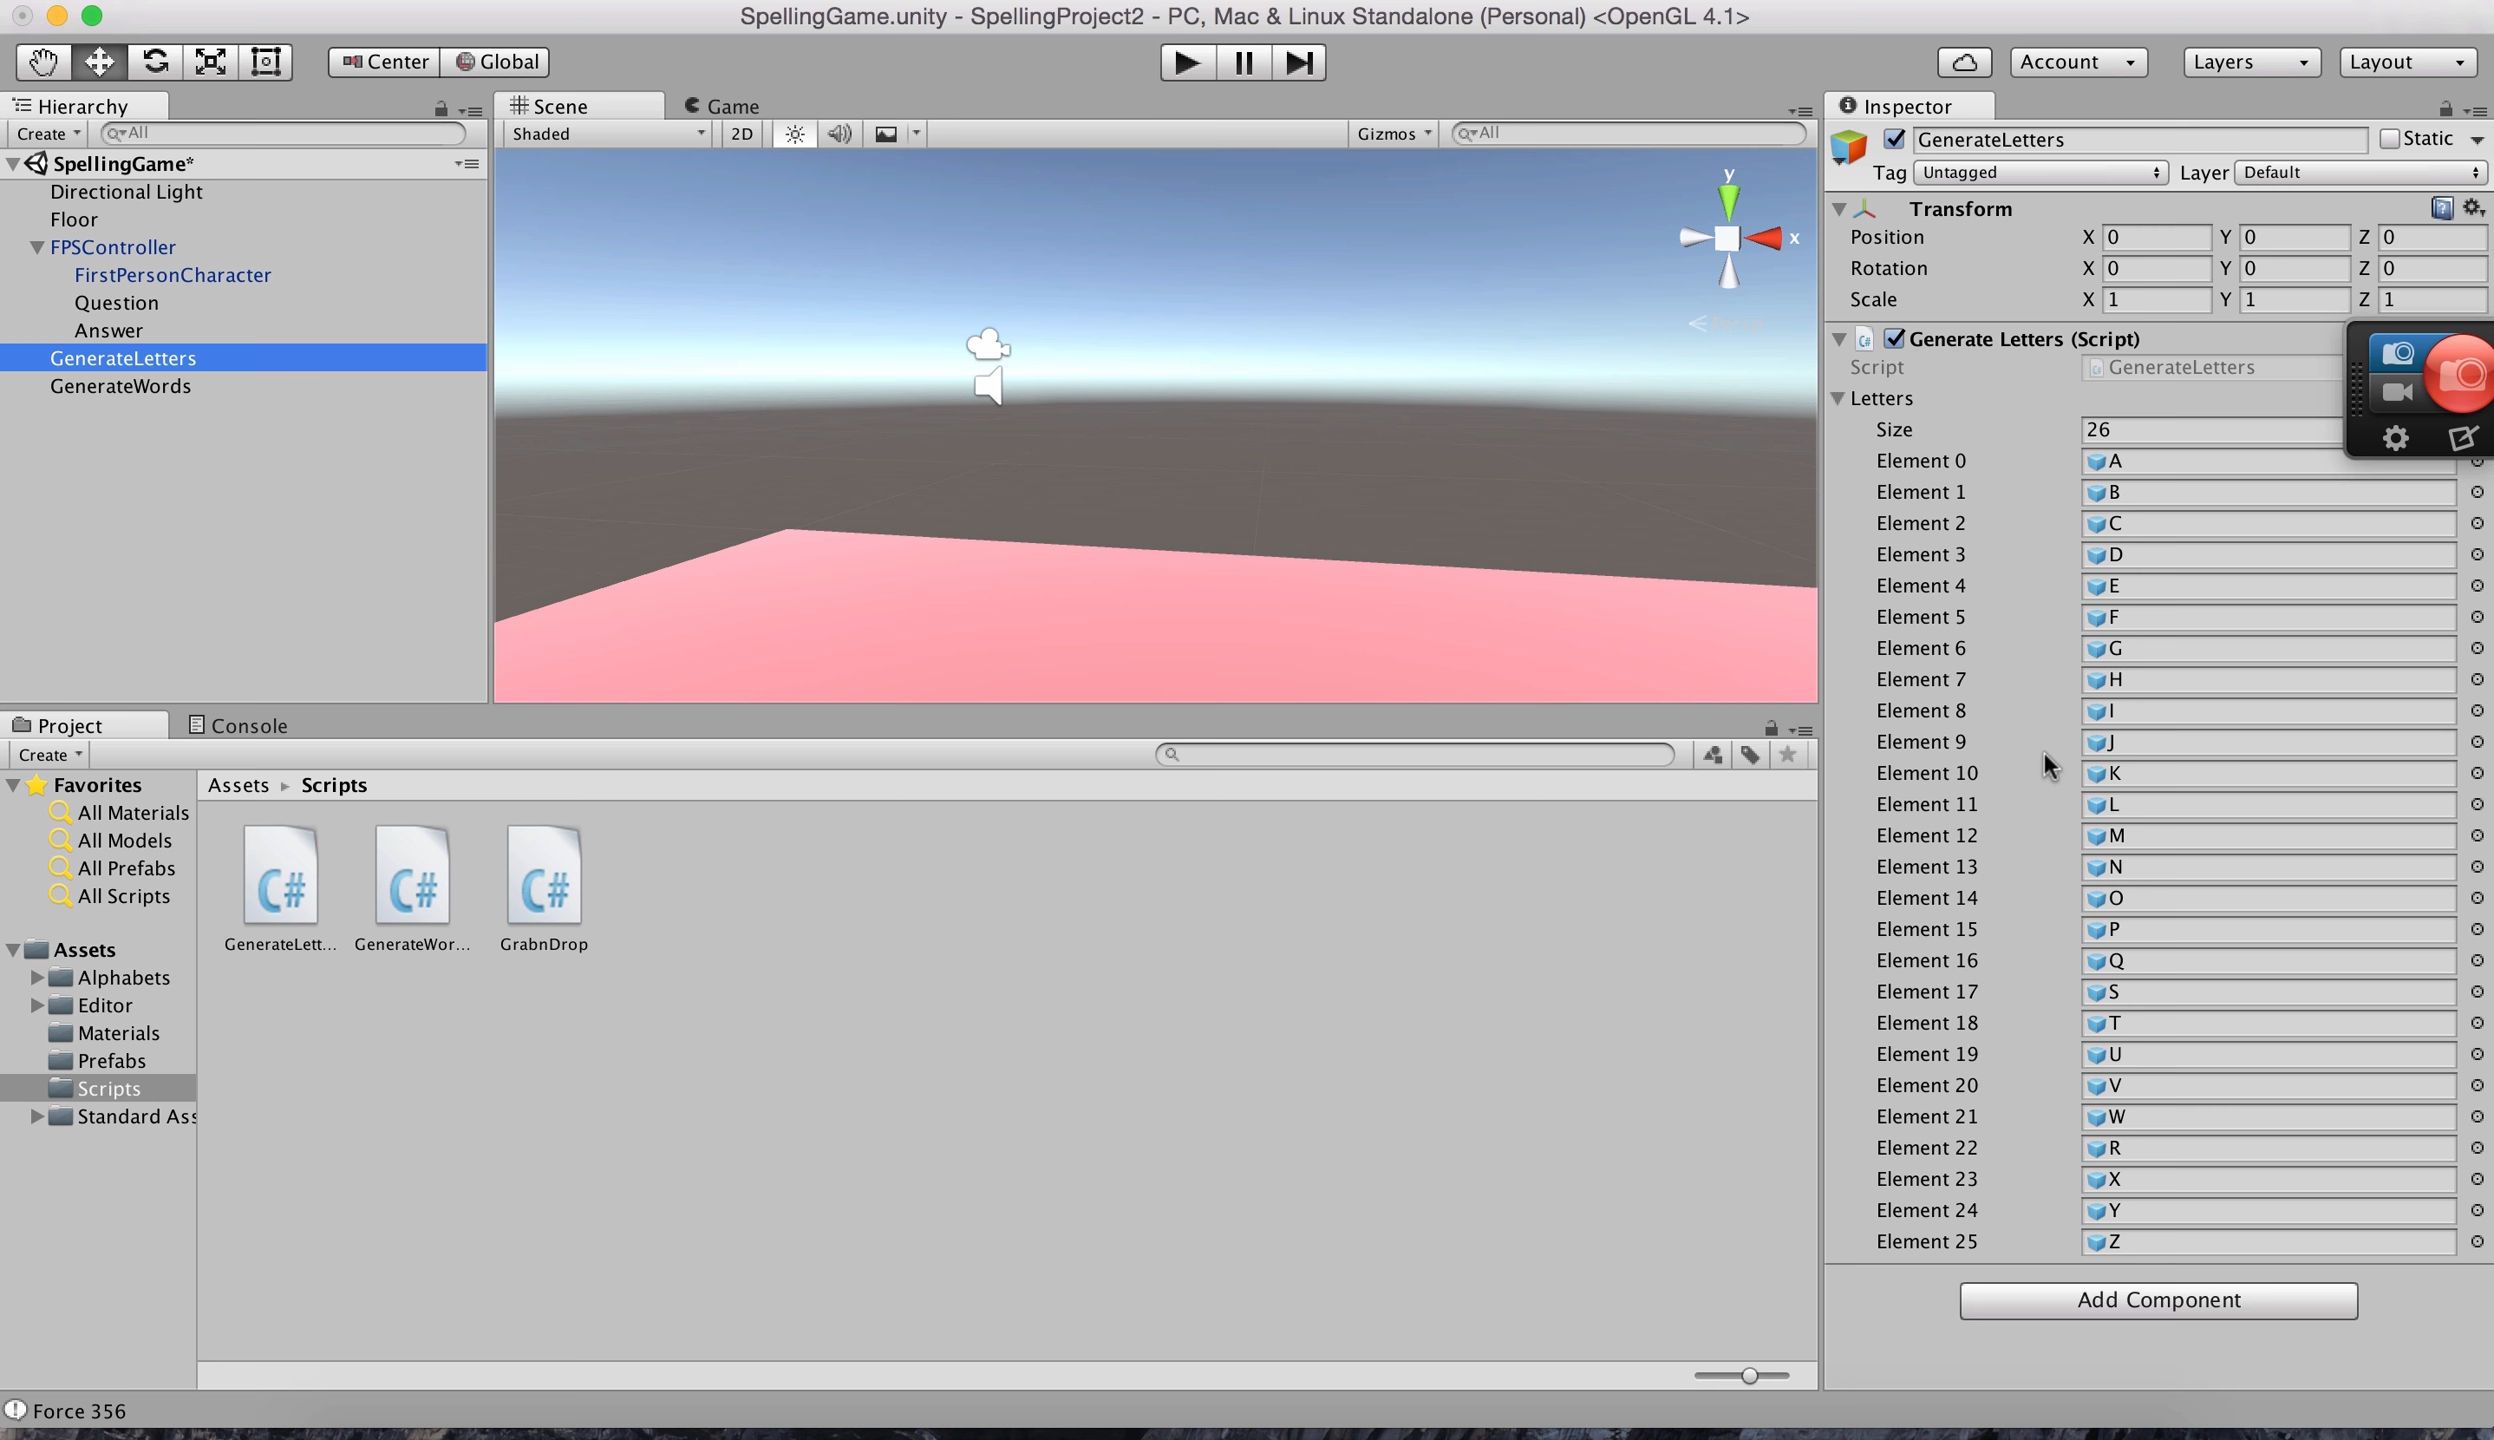 SpellingGame.unity - SpellingProject2 - PC, Mac & Linux Standalone (Personal) <OpenGL 4.1>
Center Global Account Layers Layout
Hierarchy
Create All
SpellingGame*
Directional Light
Floor
FPSController
FirstPersonCharacter
Question
Answer
GenerateLetters
GenerateWords
Scene Game
Shaded 2D Gizmos All
y
x
Project Console
Create
Favorites
All Materials
All Models
All Prefabs
All Scripts
Assets
Alphabets
Editor
Materials
Prefabs
Scripts
Standard Ass
Assets Scripts
C# C# C#
GenerateLett... GenerateWor... GrabnDrop
Inspector
GenerateLetters Static
Tag Untagged Layer Default
Transform
Position X 0 Y 0 Z 0
Rotation X 0 Y 0 Z 0
Scale X 1 Y 1 Z 1
Generate Letters (Script)
Script GenerateLetters
Letters
Size 26
Element 0 A
Element 1 B
Element 2 C
Element 3 D
Element 4 E
Element 5 F
Element 6 G
Element 7 H
Element 8 I
Element 9 J
Element 10 K
Element 11 L
Element 12 M
Element 13 N
Element 14 O
Element 15 P
Element 16 Q
Element 17 S
Element 18 T
Element 19 U
Element 20 V
Element 21 W
Element 22 R
Element 23 X
Element 24 Y
Element 25 Z
Add Component
Force 356